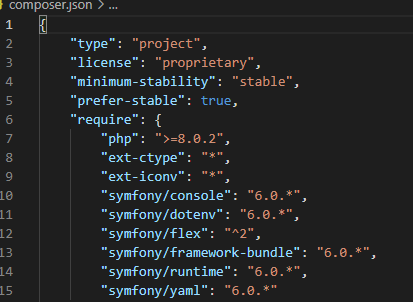 composer.json > ...
1 {
2 "type": "project",
3 "license": "proprietary",
4 "minimum-stability": "stable",
5 "prefer-stable": true,
6 "require": {
7 "php": ">=8.0.2",
8 "ext-ctype": "*",
9 "ext-iconv": "*",
10 "symfony/console": "6.0.*",
11 "symfony/dotenv": "6.0.*",
12 "symfony/flex": "^2",
13 "symfony/framework-bundle": "6.0.*",
14 "symfony/runtime": "6.0.*",
15 "symfony/yaml": "6.0.*"